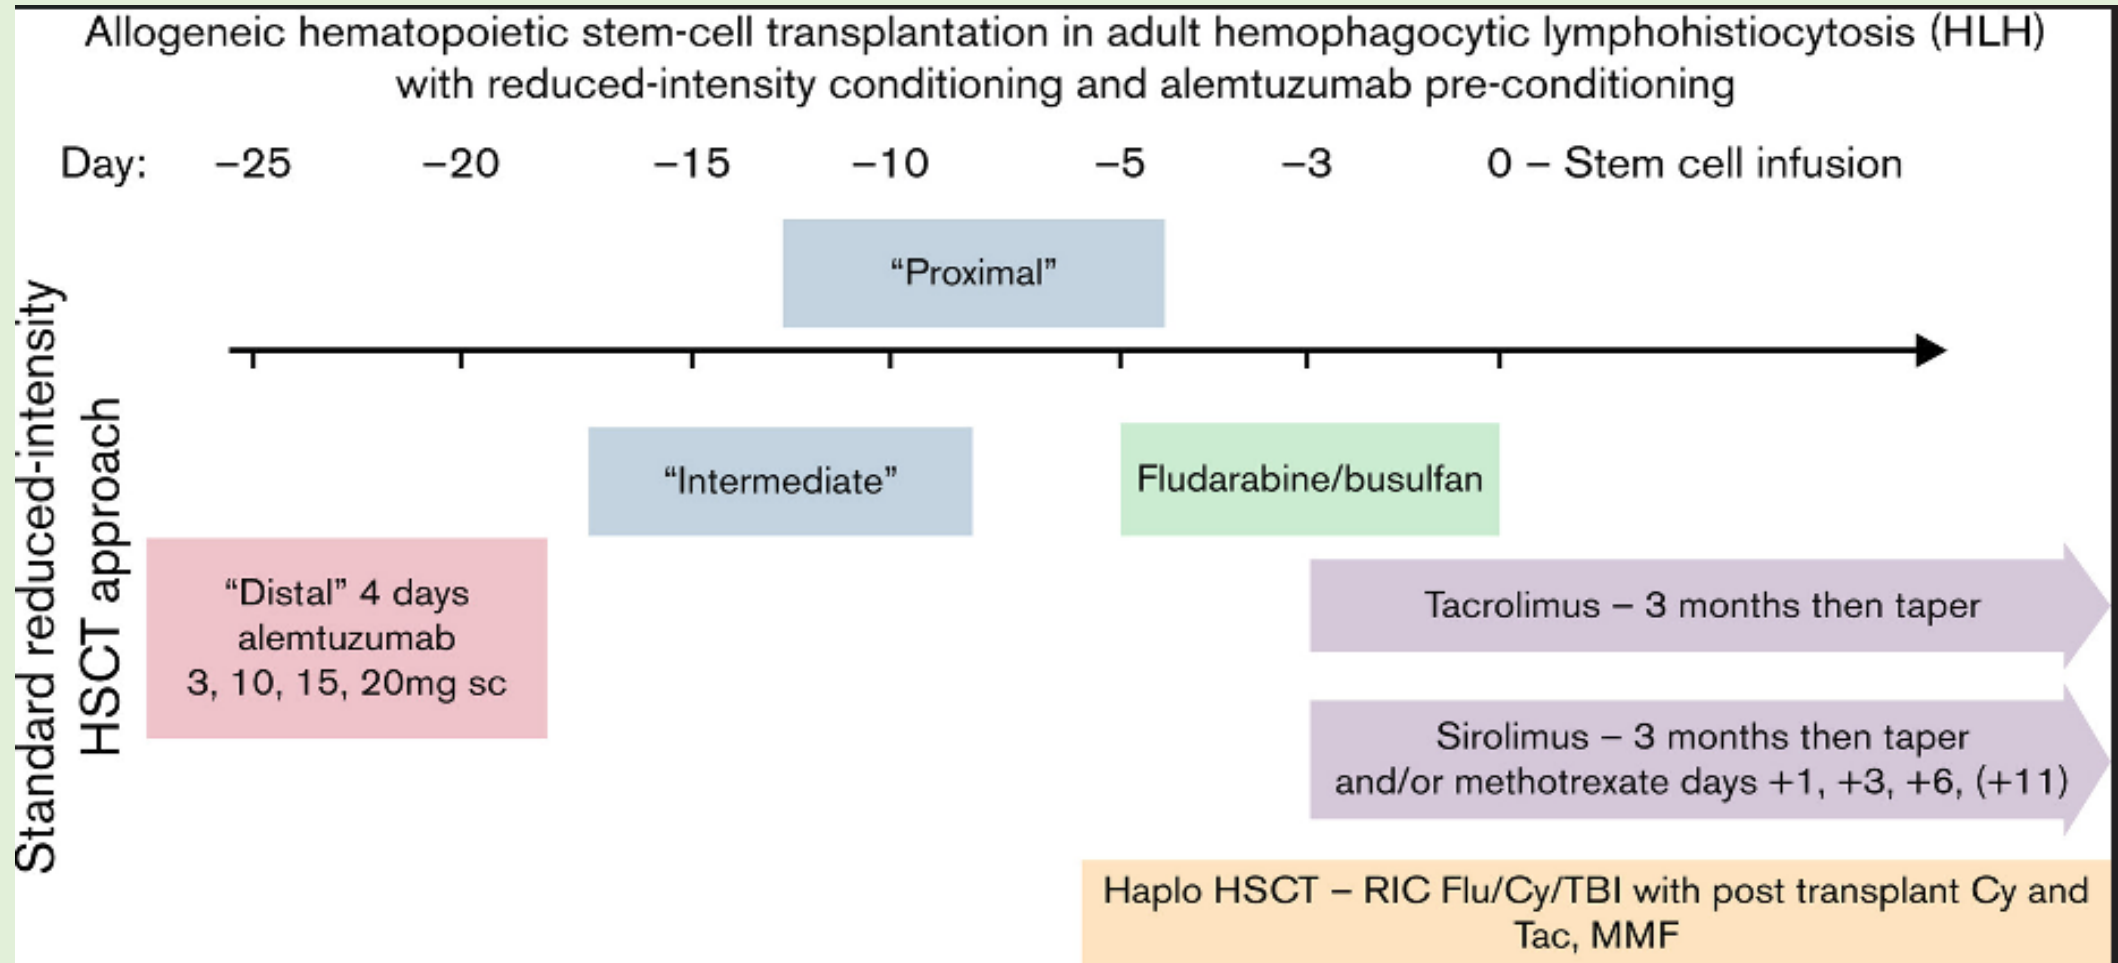 Allogeneic hematopoietic stem-cell transplantation in adult hemophagocytic lymphohistiocytosis (HLH)
with reduced-intensity conditioning and alemtuzumab pre-conditioning
Day: −25 −20 −15 −10 −5 −3 0 – Stem cell infusion
“Proximal”
Standard reduced-intensity
HSCT approach
“Intermediate”
Fludarabine/busulfan
“Distal” 4 days
alemtuzumab
3, 10, 15, 20mg sc
Tacrolimus – 3 months then taper
Sirolimus – 3 months then taper
and/or methotrexate days +1, +3, +6, (+11)
Haplo HSCT – RIC Flu/Cy/TBI with post transplant Cy and
Tac, MMF